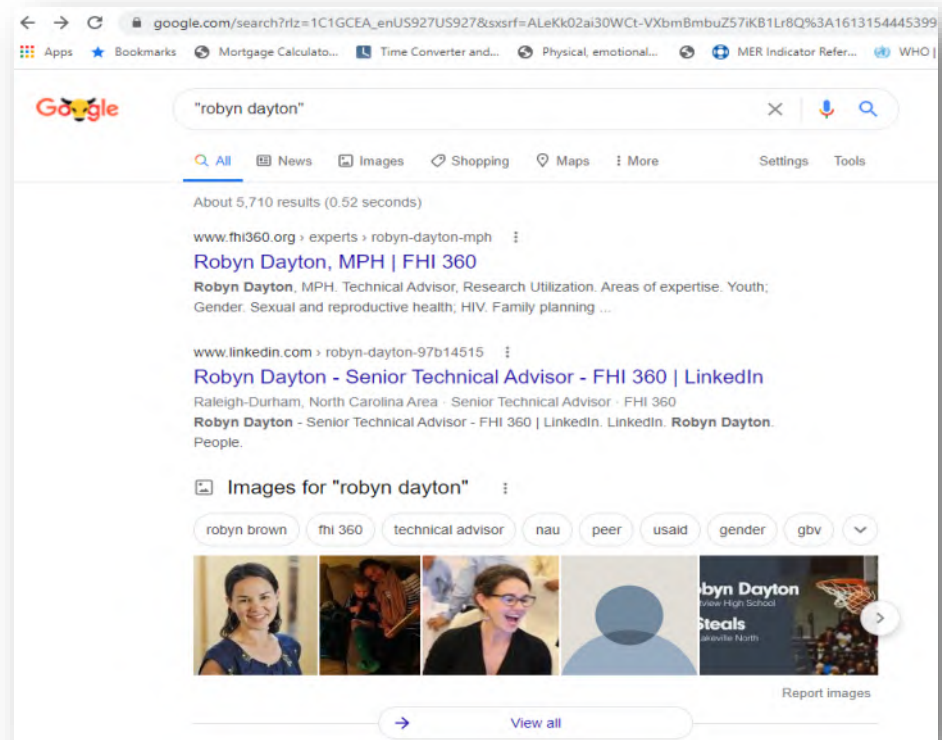 google.com/search?rlz=1C1GCEA_enUS927US927&sxsrf=ALeKk02ai30WCt-VXbmBmbuZ57iKB1Lr8Q%3A1613154445399
Apps Bookmarks Mortgage Calculato... Time Converter and... Physical, emotional... MER Indicator Refer... WHO |
Google "robyn dayton"
All News Images Shopping Maps More Settings Tools
About 5,710 results (0.52 seconds)
www.fhi360.org › experts › robyn-dayton-mph
Robyn Dayton, MPH | FHI 360
Robyn Dayton, MPH. Technical Advisor, Research Utilization. Areas of expertise. Youth;
Gender. Sexual and reproductive health; HIV. Family planning ...
www.linkedin.com › robyn-dayton-97b14515
Robyn Dayton - Senior Technical Advisor - FHI 360 | LinkedIn
Raleigh-Durham, North Carolina Area · Senior Technical Advisor · FHI 360
Robyn Dayton - Senior Technical Advisor - FHI 360 | LinkedIn. LinkedIn. Robyn Dayton.
People.
Images for "robyn dayton"
robyn brown fhi 360 technical advisor nau peer usaid gender gbv
byn Dayton
view High School
Steals
akeville North
Report images
View all